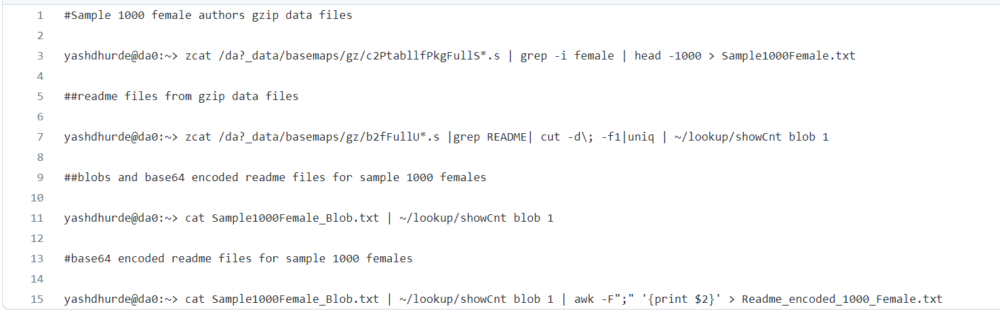 1 #Sample 1000 female authors gzip data files
2
3 yashdhurde@da0:~> zcat /da?_data/basemaps/gz/c2PtabllfPkgFullS*.s | grep -i female | head -1000 > Sample1000Female.txt
4
5 ##readme files from gzip data files
6
7 yashdhurde@da0:~> zcat /da?_data/basemaps/gz/b2fFullU*.s |grep README| cut -d\; -f1|uniq | ~/lookup/showCnt blob 1
8
9 ##blobs and base64 encoded readme files for sample 1000 females
10
11 yashdhurde@da0:~> cat Sample1000Female_Blob.txt | ~/lookup/showCnt blob 1
12
13 #base64 encoded readme files for sample 1000 females
14
15 yashdhurde@da0:~> cat Sample1000Female_Blob.txt | ~/lookup/showCnt blob 1 | awk -F";" '{print $2}' > Readme_encoded_1000_Female.txt